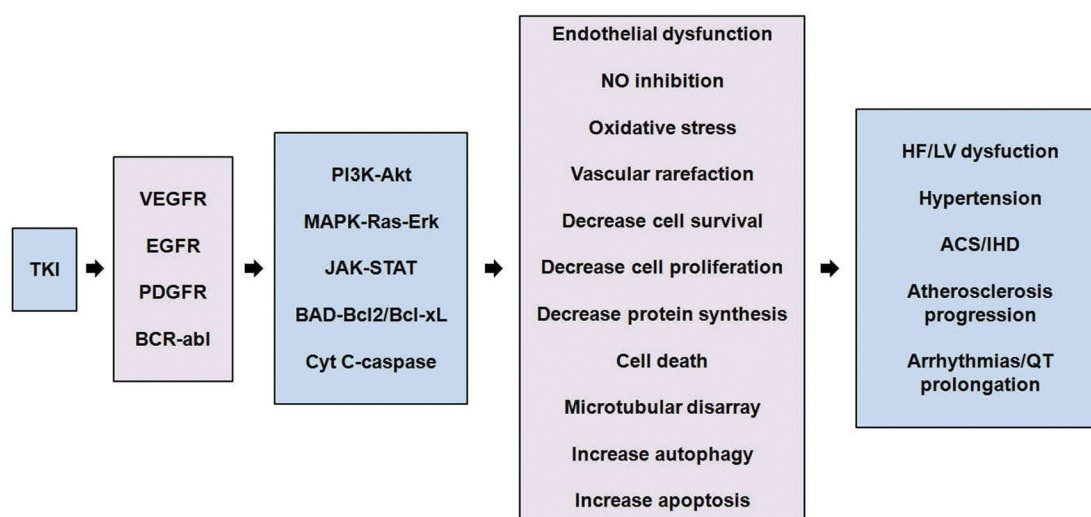 TKI
VEGFR
EGFR
PDGFR
BCR-abl
PI3K-Akt
MAPK-Ras-Erk
JAK-STAT
BAD-Bcl2/Bcl-xL
Cyt C-caspase
Endothelial dysfunction
NO inhibition
Oxidative stress
Vascular rarefaction
Decrease cell survival
Decrease cell proliferation
Decrease protein synthesis
Cell death
Microtubular disarray
Increase autophagy
Increase apoptosis
HF/LV dysfuction
Hypertension
ACS/IHD
Atherosclerosis
progression
Arrhythmias/QT
prolongation